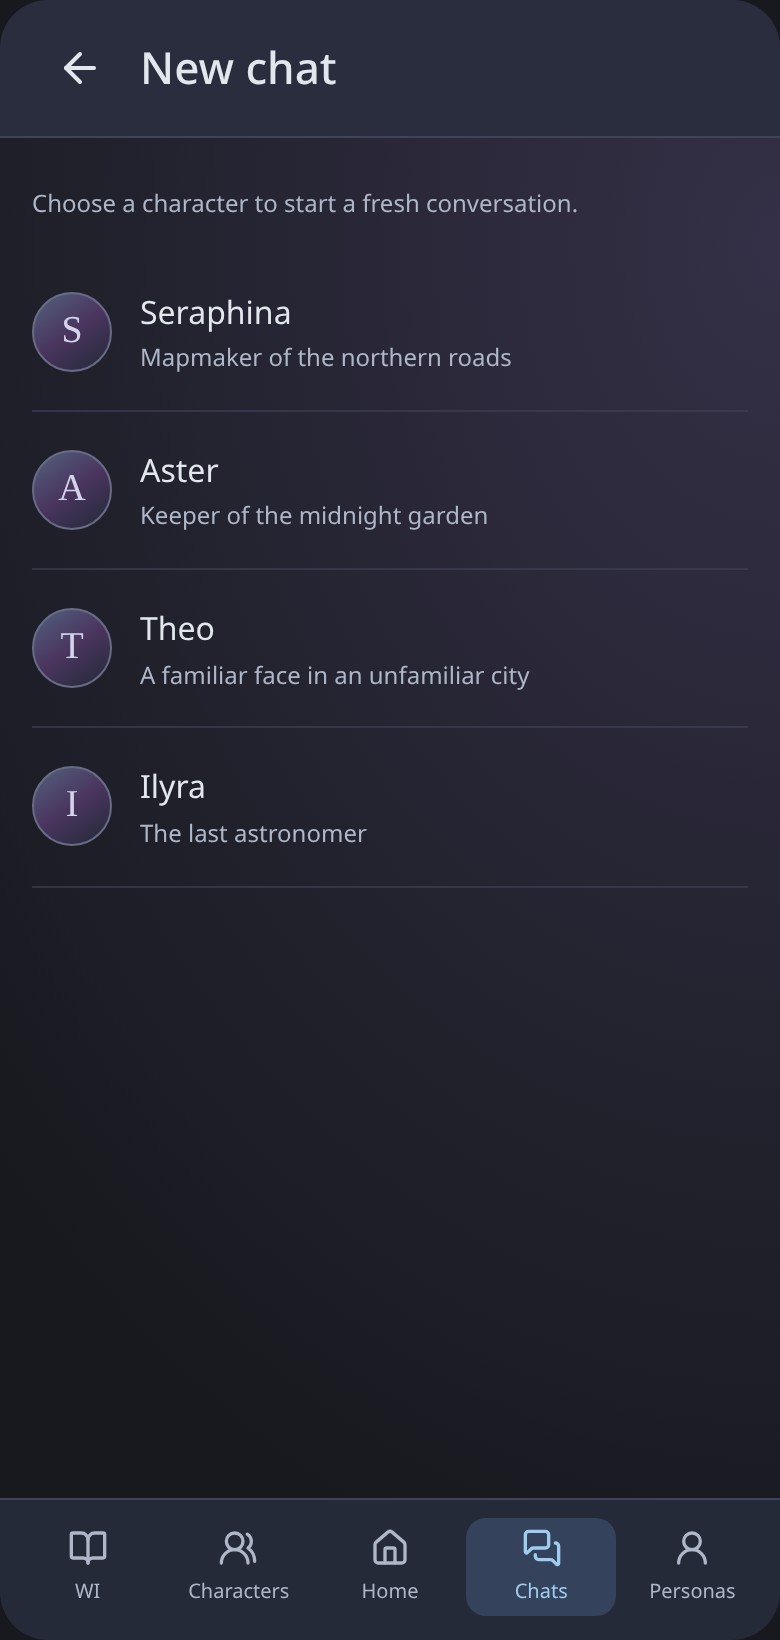 New chat
Choose a character to start a fresh conversation.
S
Seraphina
Mapmaker of the northern roads
A
Aster
Keeper of the midnight garden
T
Theo
A familiar face in an unfamiliar city
I
Ilyra
The last astronomer
WI
Characters
Home
Chats
Personas